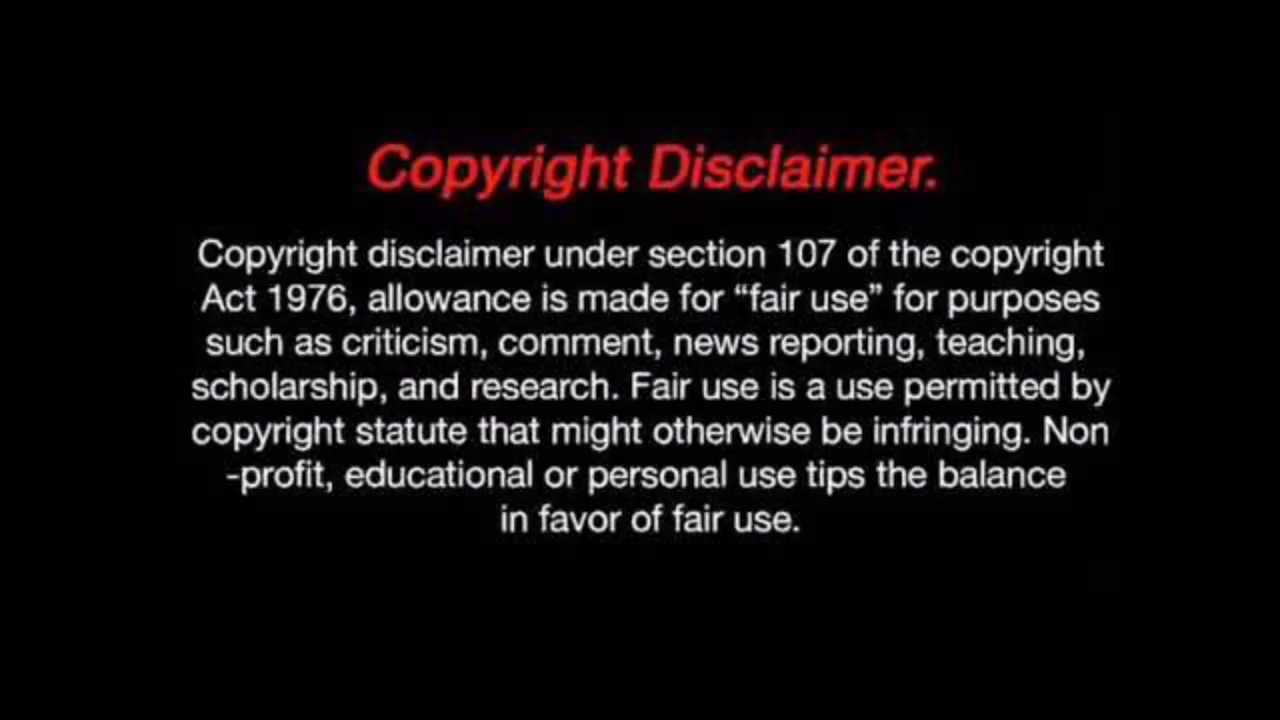 Copyright Disclaimer.
Copyright disclaimer under section 107 of the copyright
Act 1976, allowance is made for “fair use” for purposes
such as criticism, comment, news reporting, teaching,
scholarship, and research. Fair use is a use permitted by
copyright statute that might otherwise be infringing. Non
-profit, educational or personal use tips the balance
in favor of fair use.